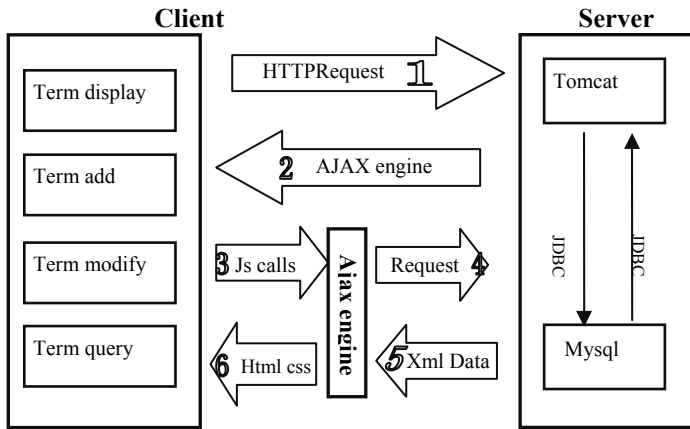 Client
Server
HTTPRequest 1
Term display
Tomcat
2 AJAX engine
Term add
3 Js calls
Ajax engine
Request 4
Term modify
JDBC
JDBC
Term query
6 Html css
5 Xml Data
Mysql